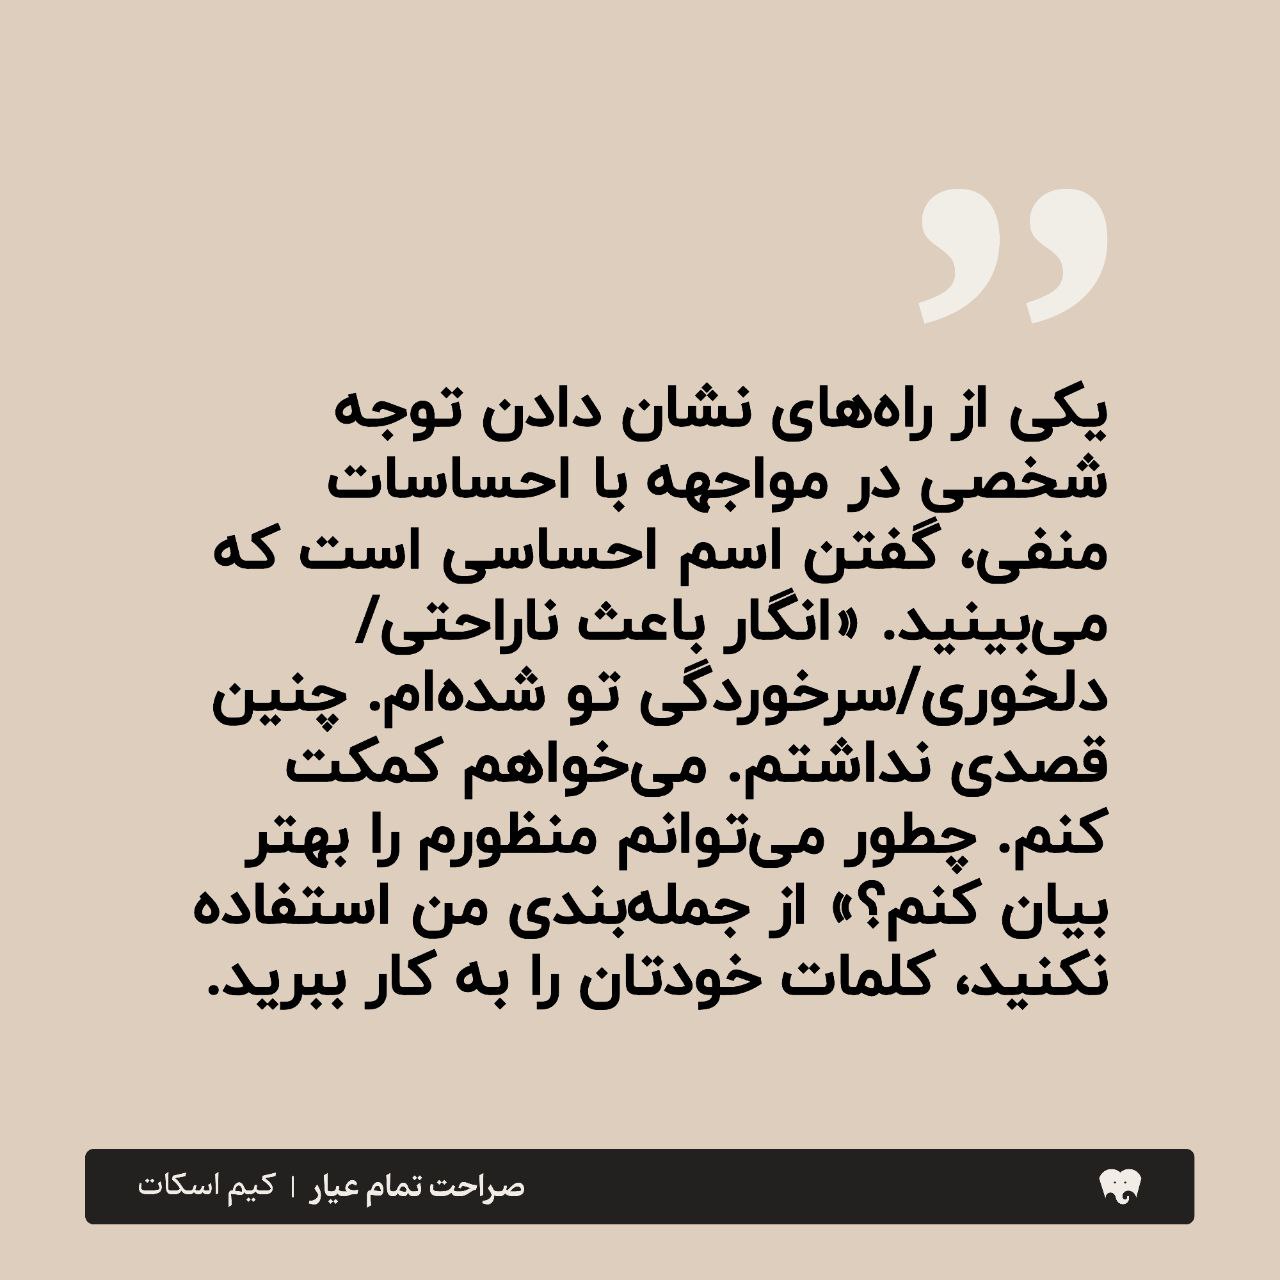 ”
یکی از راه‌های نشان دادن توجه
شخصی در مواجهه با احساسات
منفی، گفتن اسم احساسی است که
می‌بینید. «انگار باعث ناراحتی/
دلخوری/سرخوردگی تو شده‌ام. چنین
قصدی نداشتم. می‌خواهم کمکت
کنم. چطور می‌توانم منظورم را بهتر
بیان کنم؟» از جمله‌بندی من استفاده
نکنید، کلمات خودتان را به کار ببرید.
صراحت تمام عیار | کیم اسکات